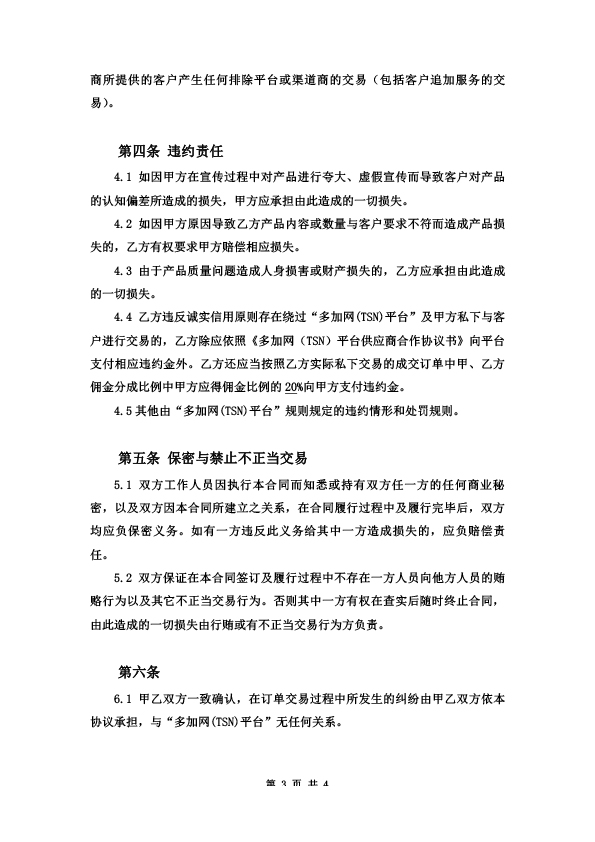 商所提供的客户产生任何排除平台或渠道商的交易（包括客户追加服务的交
易）。
第四条 违约责任
4.1 如因甲方在宣传过程中对产品进行夸大、虚假宣传而导致客户对产品
的认知偏差所造成的损失，甲方应承担由此造成的一切损失。
4.2 如因甲方原因导致乙方产品内容或数量与客户要求不符而造成产品损
失的，乙方有权要求甲方赔偿相应损失。
4.3 由于产品质量问题造成人身损害或财产损失的，乙方应承担由此造成
的一切损失。
4.4 乙方违反诚实信用原则存在绕过“多加网(TSN)平台”及甲方私下与客
户进行交易的，乙方除应依照《多加网（TSN）平台供应商合作协议书》向平台
支付相应违约金外。乙方还应当按照乙方实际私下交易的成交订单中甲、乙方
佣金分成比例中甲方应得佣金比例的 20%向甲方支付违约金。
4.5其他由“多加网(TSN)平台”规则规定的违约情形和处罚规则。
第五条 保密与禁止不正当交易
5.1 双方工作人员因执行本合同而知悉或持有双方任一方的任何商业秘
密，以及双方因本合同所建立之关系，在合同履行过程中及履行完毕后，双方
均应负保密义务。如有一方违反此义务给其中一方造成损失的，应负赔偿责
任。
5.2 双方保证在本合同签订及履行过程中不存在一方人员向他方人员的贿
赂行为以及其它不正当交易行为。否则其中一方有权在查实后随时终止合同，
由此造成的一切损失由行贿或有不正当交易行为方负责。
第六条
6.1 甲乙双方一致确认，在订单交易过程中所发生的纠纷由甲乙双方依本
协议承担，与“多加网(TSN)平台”无任何关系。
第 3 页 共 4